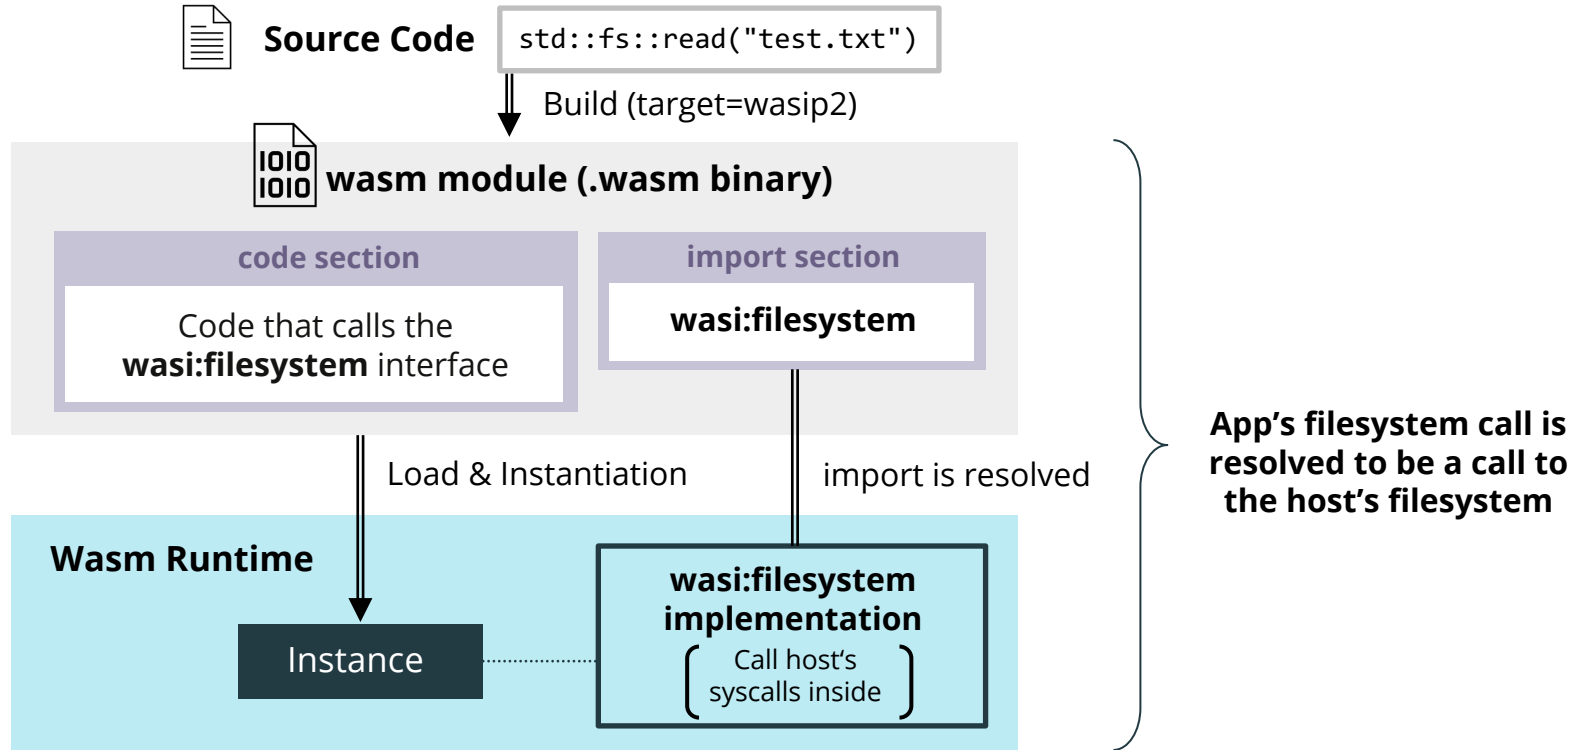 Source Code
std::fs::read("test.txt")
Build (target=wasip2)
IOIO
IOIO
wasm module (.wasm binary)
code section
import section
Code that calls the
wasi:filesystem interface
wasi:filesystem
Load & Instantiation
import is resolved
App’s filesystem call is
resolved to be a call to
the host’s filesystem
Wasm Runtime
Instance
wasi:filesystem
implementation
Call host‘s
syscalls inside